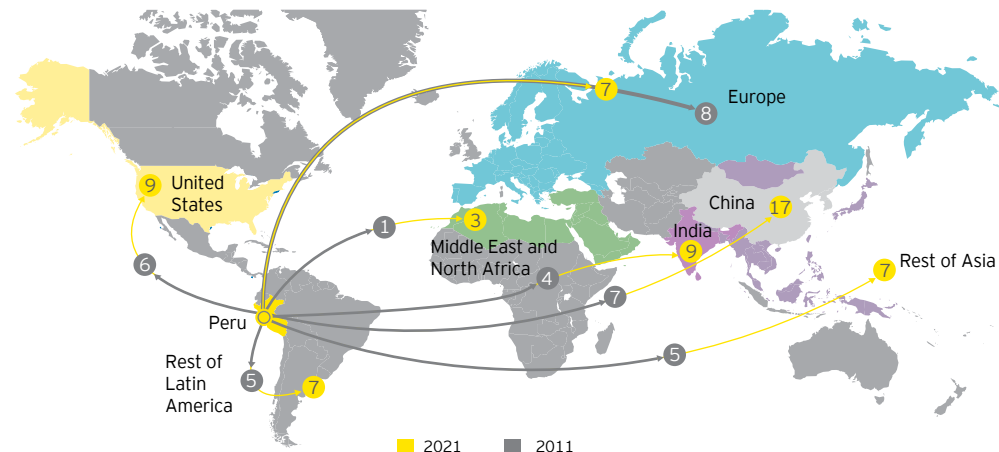 7
8
Europe
9
United
States
China
17
1
3
India
Middle East and
North Africa
9
Rest of Asia
7
6
4
7
Peru
5
Rest of
Latin
America
5
7
2021
2011